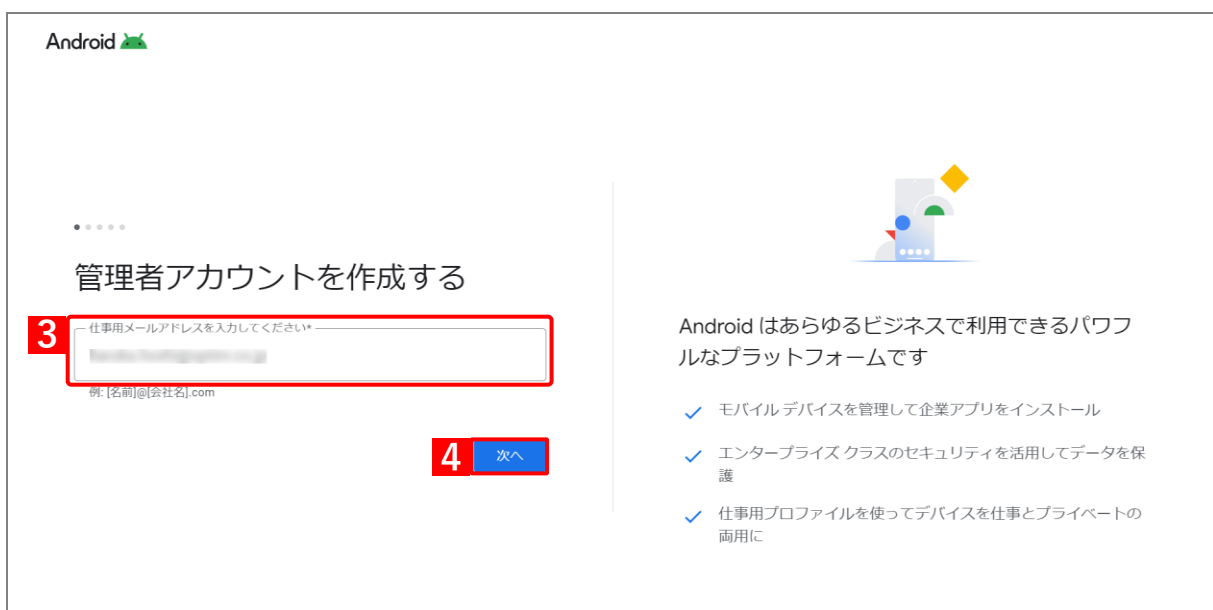 Android
管理者アカウントを作成する
3
仕事用メールアドレスを入力してください*
例: [名前]@[会社名].com
4
次へ
Android はあらゆるビジネスで利用できるパワフ
ルなプラットフォームです
モバイル デバイスを管理して企業アプリをインストール
エンタープライズ クラスのセキュリティを活用してデータを保
護
仕事用プロファイルを使ってデバイスを仕事とプライベートの
両用に